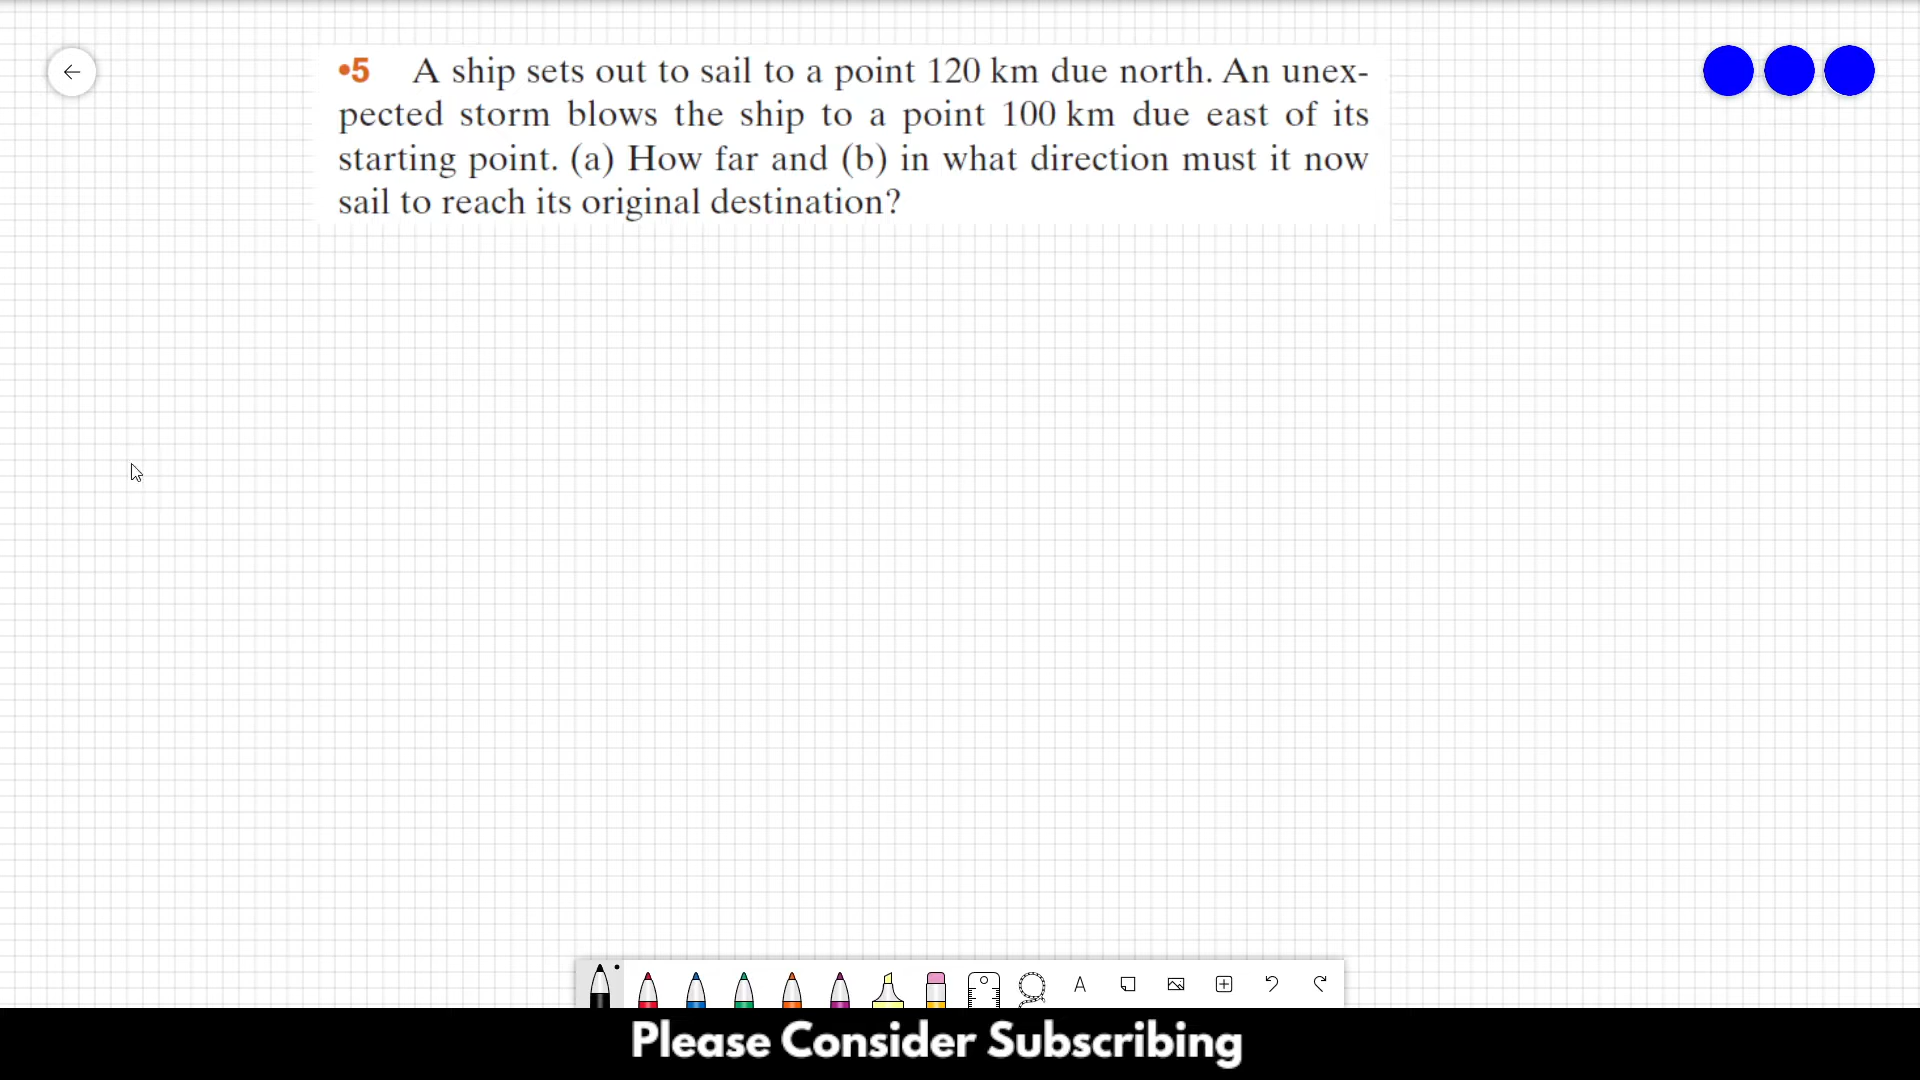 •5 A ship sets out to sail to a point 120 km due north. An unex-
pected storm blows the ship to a point 100 km due east of its
starting point. (a) How far and (b) in what direction must it now
sail to reach its original destination?
A
Please Consider Subscribing